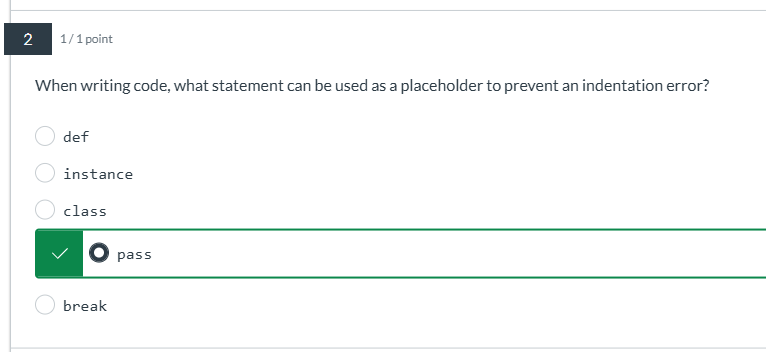 2 1 / 1 point
When writing code, what statement can be used as a placeholder to prevent an indentation error?
def
instance
class
pass
break